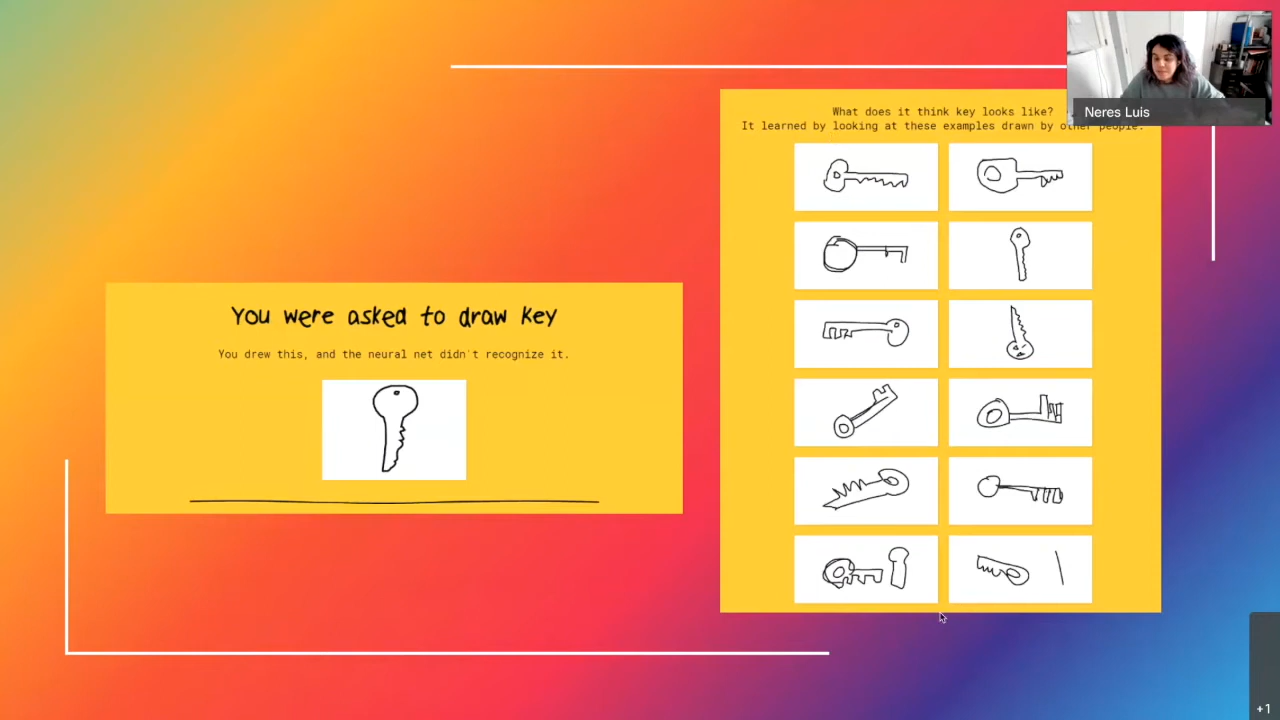 You were asked to draw key
You drew this, and the neural net didn't recognize it.
What does it think key looks like?
It learned by looking at these examples drawn by other people.
Neres Luis
+1